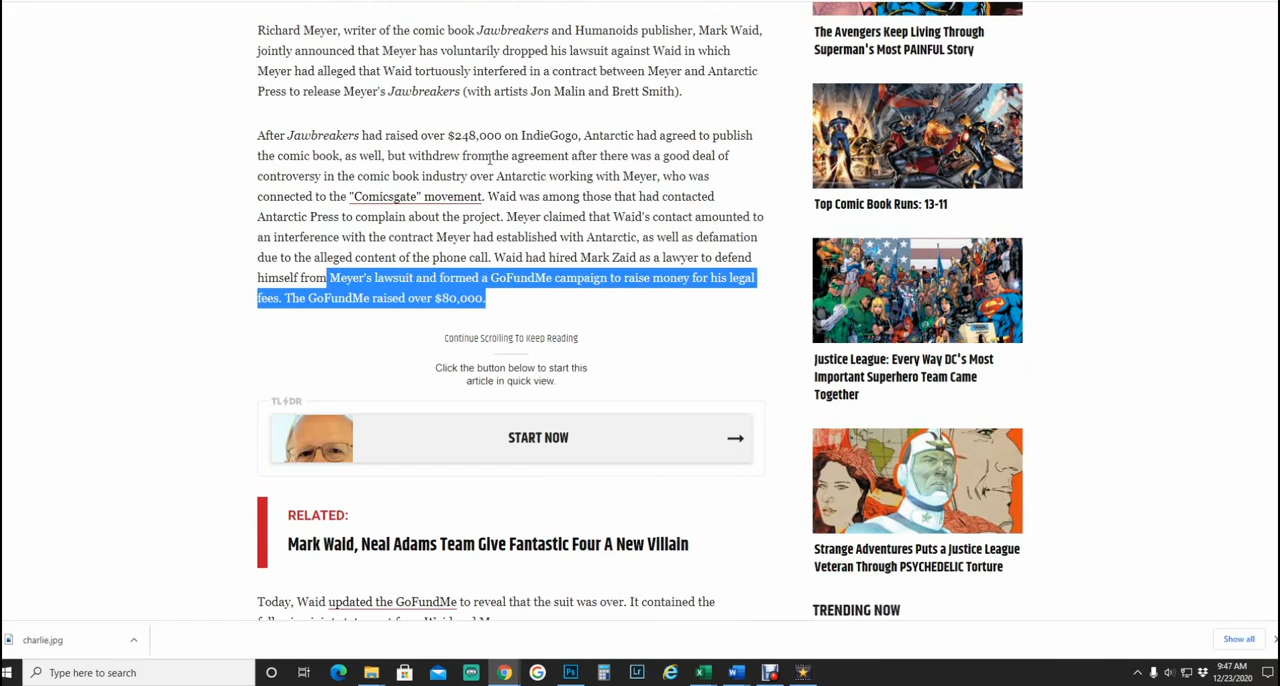 Richard Meyer, writer of the comic book Jawbreakers and Humanoids publisher, Mark Waid,
jointly announced that Meyer has voluntarily dropped his lawsuit against Waid in which
Meyer had alleged that Waid tortuously interfered in a contract between Meyer and Antarctic
Press to release Meyer's Jawbreakers (with artists Jon Malin and Brett Smith).
After Jawbreakers had raised over $248,000 on IndieGogo, Antarctic had agreed to publish
the comic book, as well, but withdrew from the agreement after there was a good deal of
controversy in the comic book industry over Antarctic working with Meyer, who was
connected to the "Comicsgate" movement. Waid was among those that had contacted
Antarctic Press to complain about the project. Meyer claimed that Waid's contact amounted to
an interference with the contract Meyer had established with Antarctic, as well as defamation
due to the alleged content of the phone call. Waid had hired Mark Zaid as a lawyer to defend
himself from Meyer's lawsuit and formed a GoFundMe campaign to raise money for his legal
fees. The GoFundMe raised over $80,000.
Continue Scrolling To Keep Reading
Click the button below to start this
article in quick view.
TL DR
START NOW
RELATED:
Mark Waid, Neal Adams Team Give Fantastic Four A New Villain
Today, Waid updated the GoFundMe to reveal that the suit was over. It contained the
The Avengers Keep Living Through
Superman's Most PAINFUL Story
Top Comic Book Runs: 13-11
Justice League: Every Way DC's Most
Important Superhero Team Came
Together
Strange Adventures Puts a Justice League
Veteran Through PSYCHEDELIC Torture
TRENDING NOW
charlie.jpg
Show all
Type here to search
9:47 AM
12/23/2020